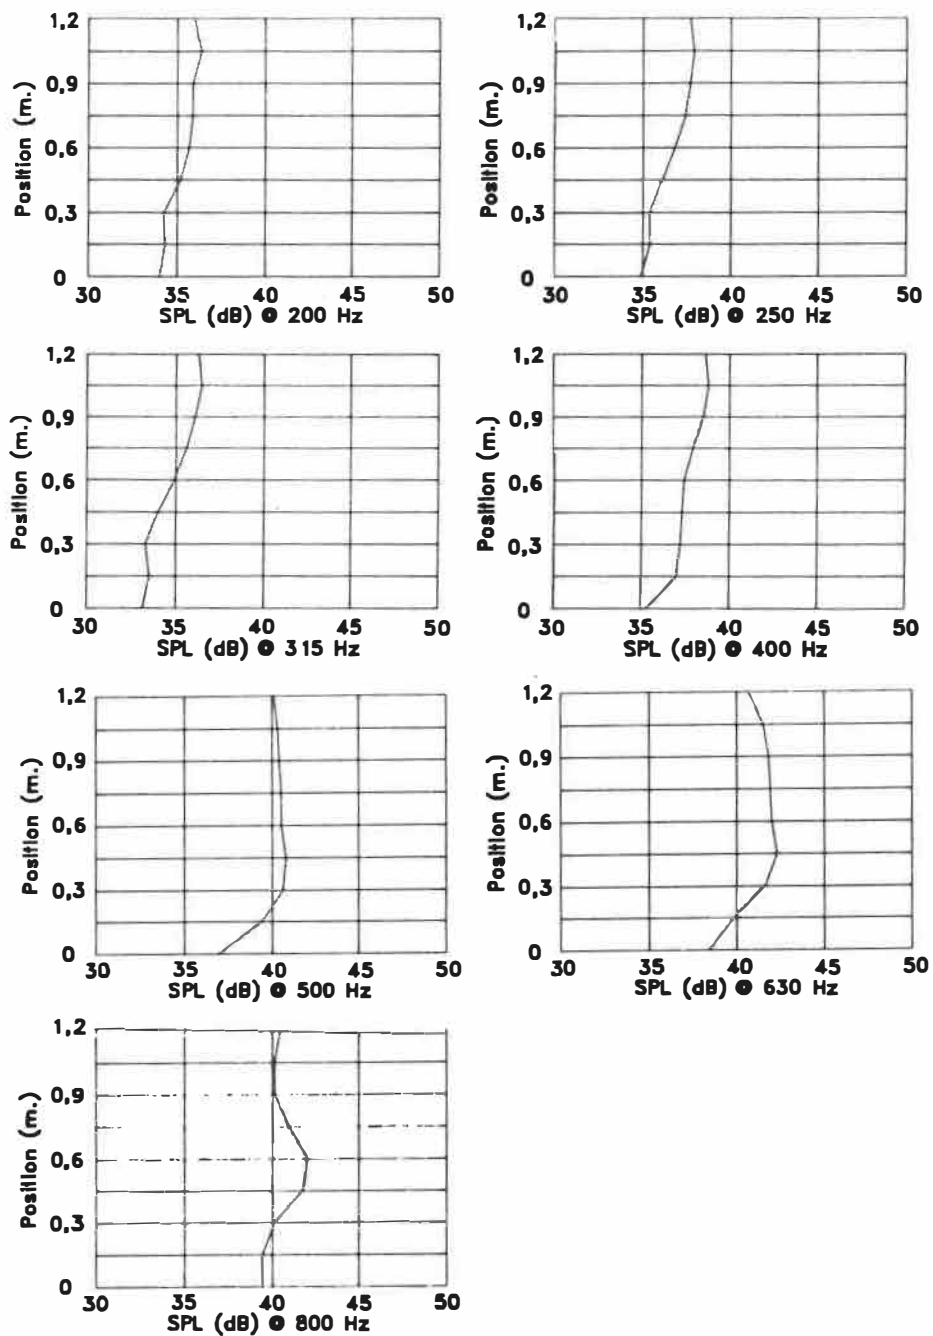 Position (m.)
1,2
0,9
0,6
0,3
0
30 35 40 45 50
SPL (dB) @ 200 Hz
Position (m.)
1,2
0,9
0,6
0,3
0
30 35 40 45 50
SPL (dB) @ 250 Hz
Position (m.)
1,2
0,9
0,6
0,3
0
30 35 40 45 50
SPL (dB) @ 315 Hz
Position (m.)
1,2
0,9
0,6
0,3
0
30 35 40 45 50
SPL (dB) @ 400 Hz
Position (m.)
1,2
0,9
0,6
0,3
0
30 35 40 45 50
SPL (dB) @ 500 Hz
Position (m.)
1,2
0,9
0,6
0,3
0
30 35 40 45 50
SPL (dB) @ 630 Hz
Position (m.)
1,2
0,9
0,6
0,3
0
30 35 40 45 50
SPL (dB) @ 800 Hz